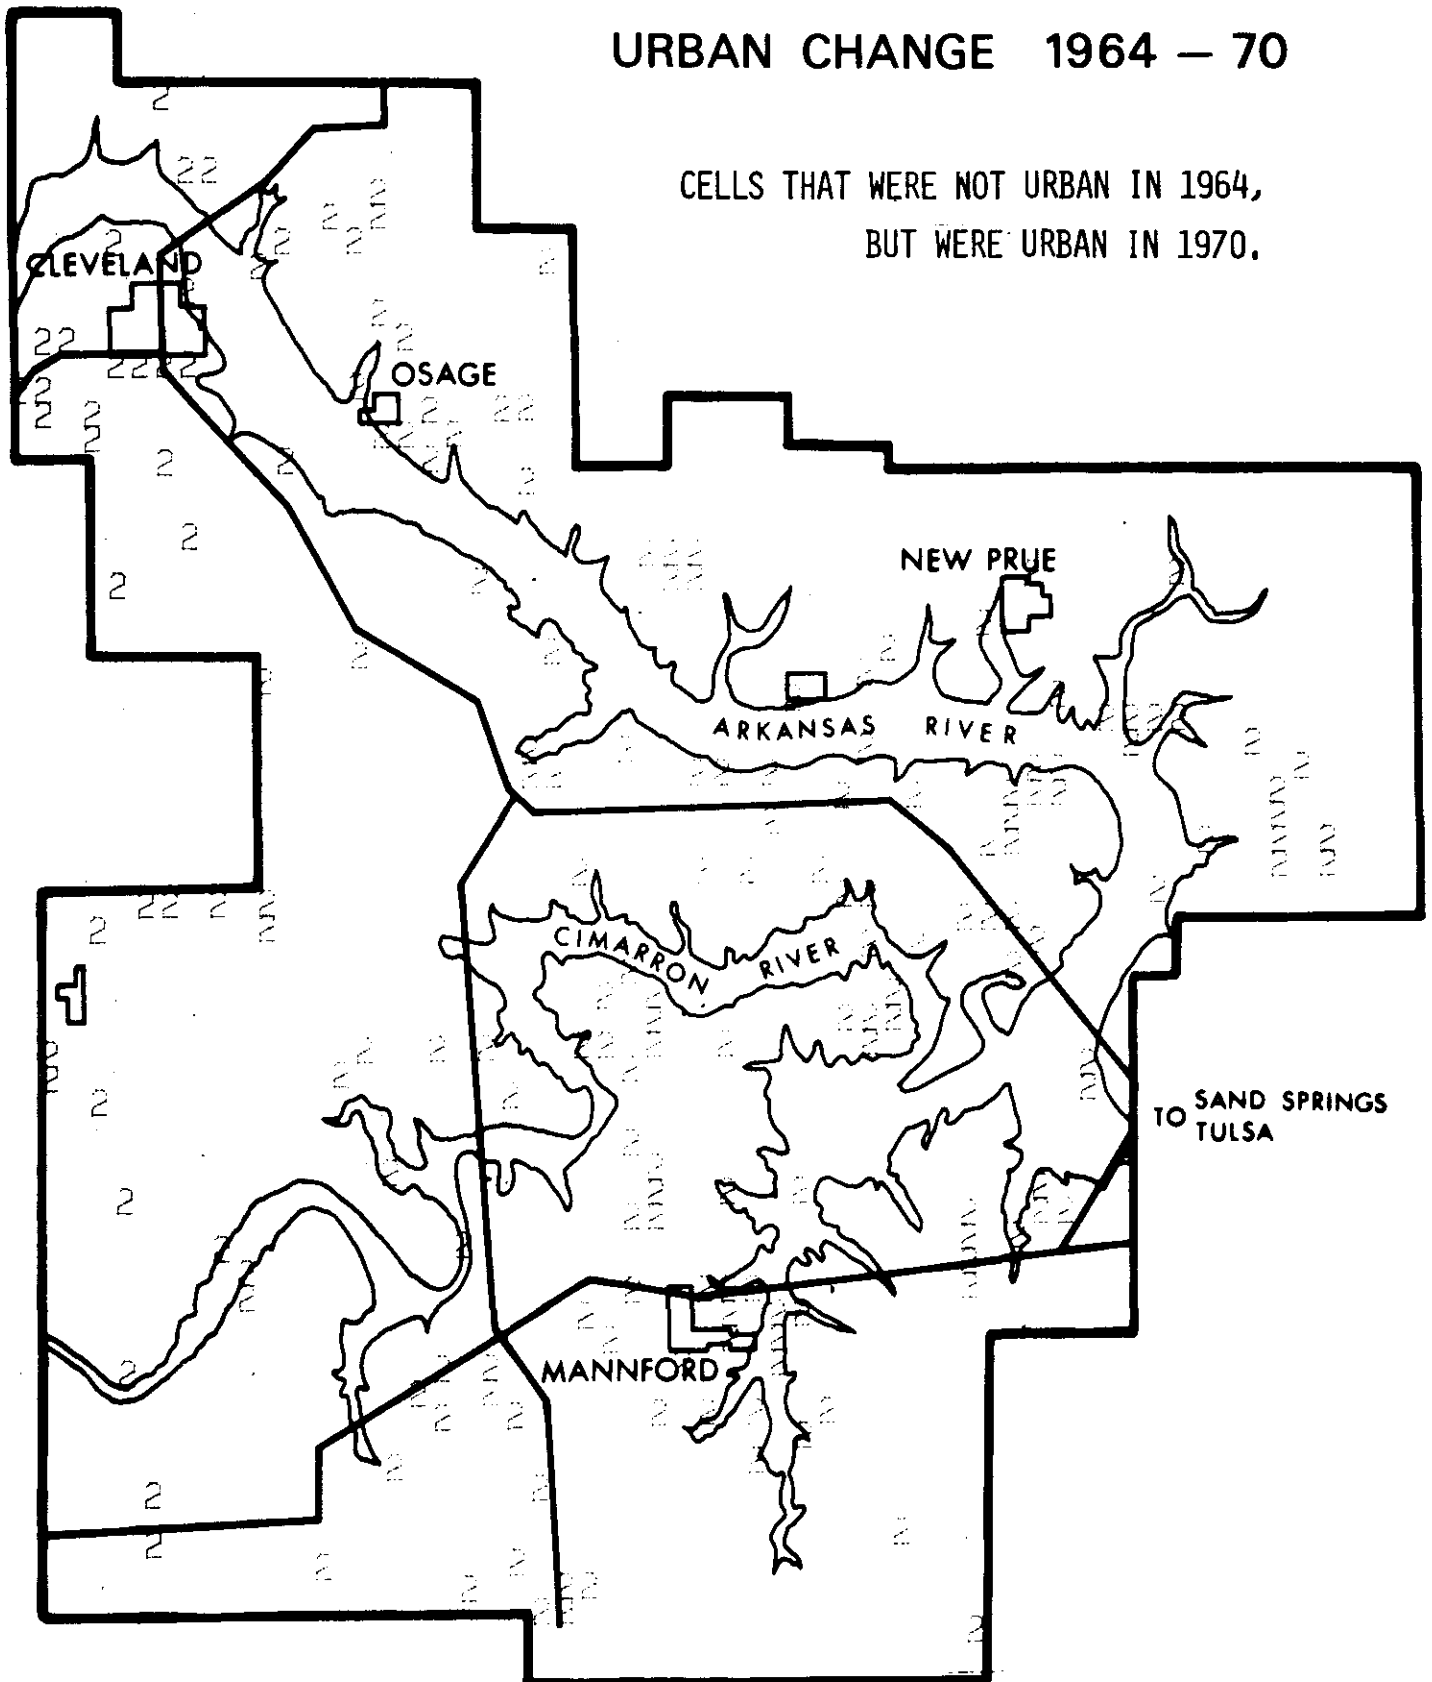 URBAN CHANGE 1964 – 70
CELLS THAT WERE NOT URBAN IN 1964,
BUT WERE URBAN IN 1970.
CLEVELAND
OSAGE
NEW PRUE
ARKANSAS RIVER
CIMARRON RIVER
TO SAND SPRINGS
TULSA
MANNFORD